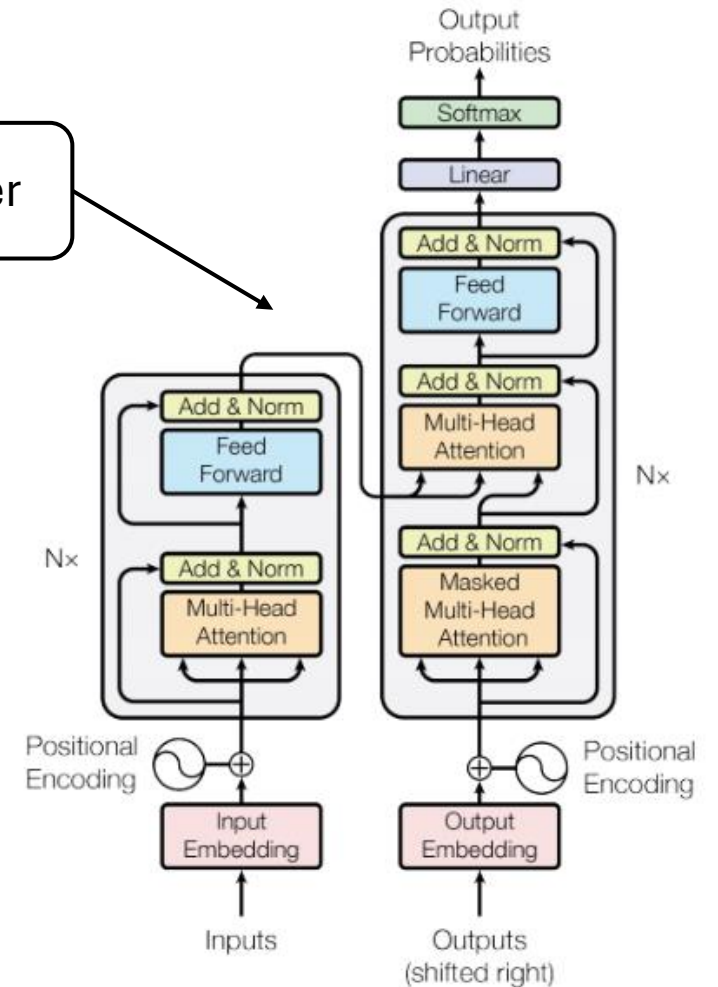 Output
Probabilities
Softmax
er
Linear
Add & Norm
Feed
Forward
Add & Norm
Multi-Head
Attention
Nx
Add & Norm
Masked
Multi-Head
Attention
Add & Norm
Feed
Forward
Nx
Add & Norm
Multi-Head
Attention
Positional
Encoding
Positional
Encoding
Input
Embedding
Output
Embedding
Inputs
Outputs
(shifted right)